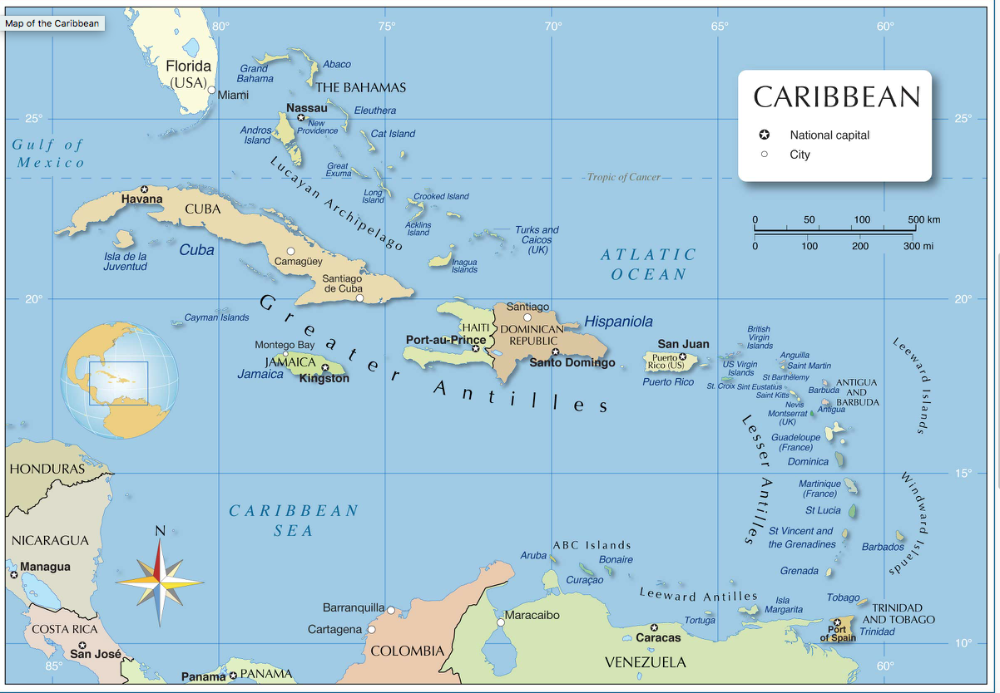 Map of the Caribbean
80°
75°
70°
65°
60°
Florida
(USA)
Miami
Grand
Bahama
Abaco
THE BAHAMAS
CARIBBEAN
National capital
City
Nassau
New
Providence
Eleuthera
25°
25°
Andros
Island
Cat Island
Gulf of
Mexico
Great
Exuma
Lucayan Archipelago
Tropic of Cancer
Long
Island
Crooked Island
Acklins
Island
Havana
CUBA
Isla de la
Juventud
Cuba
Camagüey
Turks and
Caicos
(UK)
Inagua
Islands
ATLATIC
OCEAN
0 50 100 500 km
0 100 200 300 mi
Santiago
de Cuba
20°
20°
Greater Antilles
Cayman Islands
Montego Bay
JAMAICA
Jamaica
Kingston
HAITI
Port-au-Prince
Santiago
DOMINICAN
REPUBLIC
Santo Domingo
Hispaniola
San Juan
Puerto
Rico (US)
Puerto Rico
British
Virgin
Islands
US Virgin
Islands
Anguilla
Saint Martin
St Barthélemy
St. Croix
Sint Eustatius
Saint Kitts
Nevis
Barbuda
ANTIGUA
AND
BARBUDA
Antigua
Montserrat
(UK)
Leeward Islands
Guadeloupe
(France)
Dominica
Lesser Antilles
15°
Martinique
(France)
St Lucia
St Vincent and
the Grenadines
Barbados
Windward Islands
Grenada
HONDURAS
NICARAGUA
Managua
N
CARIBBEAN
SEA
ABC Islands
Aruba
Curaçao
Bonaire
Leeward Antilles
Tortuga
Isla
Margarita
Tobago
TRINIDAD
AND TOBAGO
Port
of Spain
Trinidad
COSTA RICA
San José
85°
Panama
PANAMA
Barranquilla
Cartagena
COLOMBIA
Maracaibo
Caracas
VENEZUELA
10°
60°